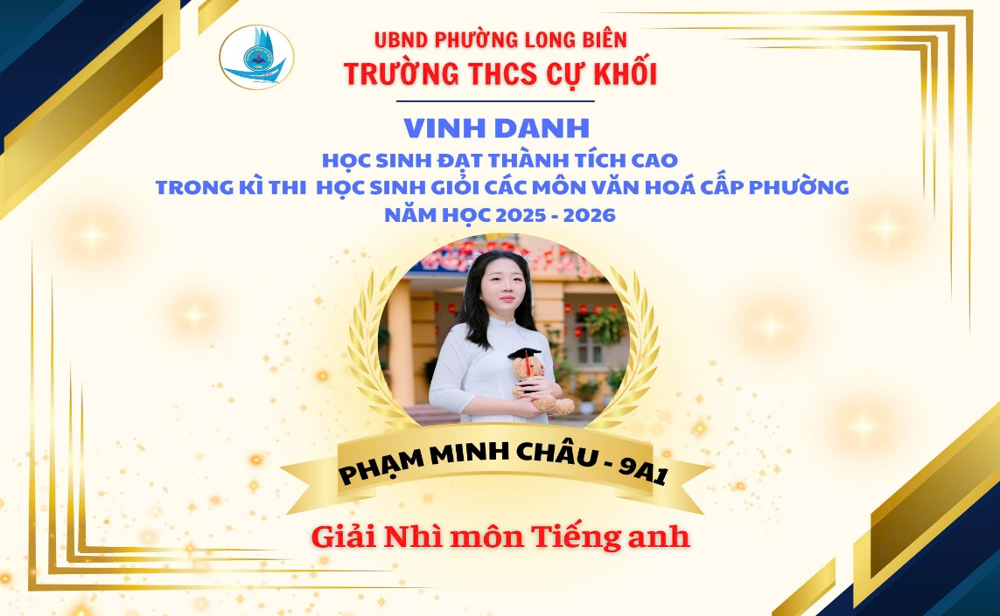 UBND PHƯỜNG LONG BIÊN
TRƯỜNG THCS CỰ KHỐI
VINH DANH
HỌC SINH ĐẠT THÀNH TÍCH CAO
TRONG KÌ THI HỌC SINH GIỎI CÁC MÔN VĂN HOÁ CẤP PHƯỜNG
NĂM HỌC 2025 - 2026
PHẠM MINH CHÂU - 9A1
Giải Nhì môn Tiếng anh